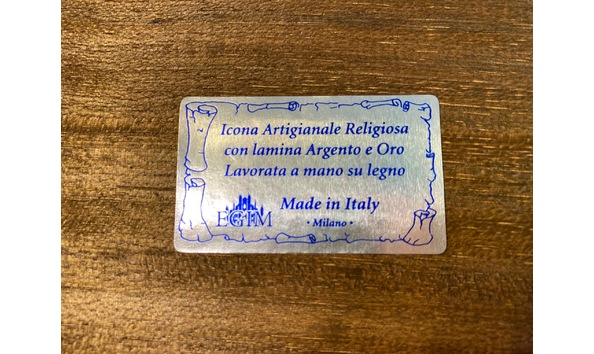 Icona Artigianale Religiosa
con lamina Argento e Oro
Lavorata a mano su legno
EGIM Made in Italy
• Milano •